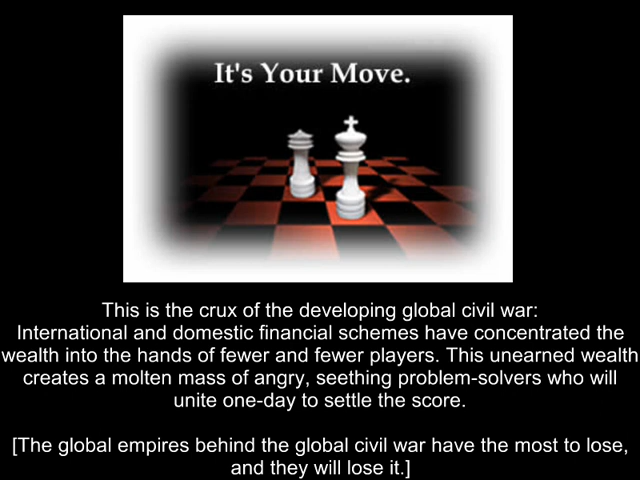 It's Your Move.
This is the crux of the developing global civil war:
International and domestic financial schemes have concentrated the
wealth into the hands of fewer and fewer players. This unearned wealth
creates a molten mass of angry, seething problem-solvers who will
unite one-day to settle the score.
[The global empires behind the global civil war have the most to lose,
and they will lose it.]